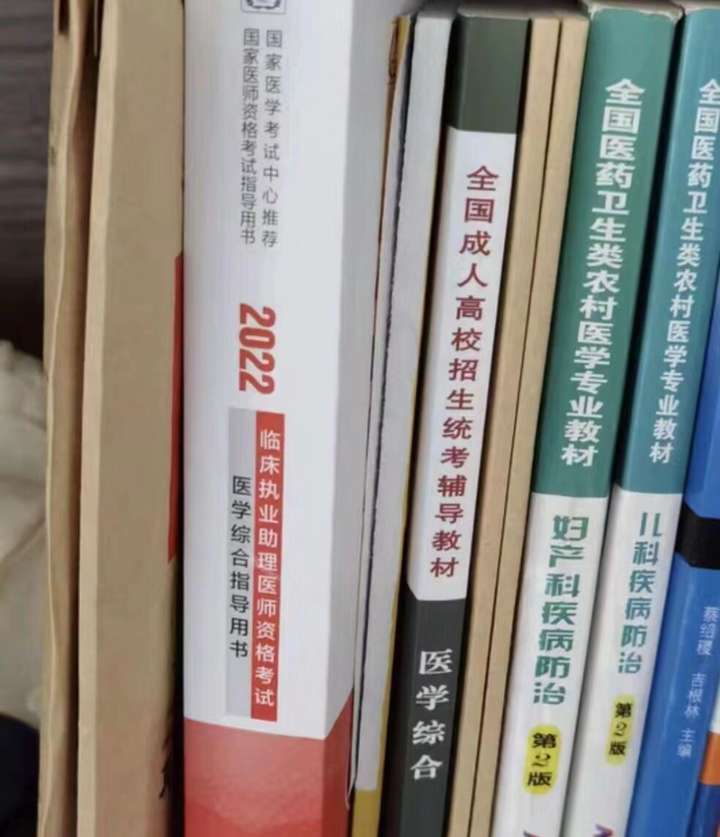 国家医学考试中心推荐
国家医师资格考试指导用书
2022
临床执业助理医师资格考试
医学综合指导用书
全国成人高校招生统考辅导教材
医学综合
全国医药卫生类农村医学专业教材
妇产科疾病防治
第2版
全国医药卫生类农村医学专业教材
儿科疾病防治
第2版
蔡绍稷 吉根林 主编